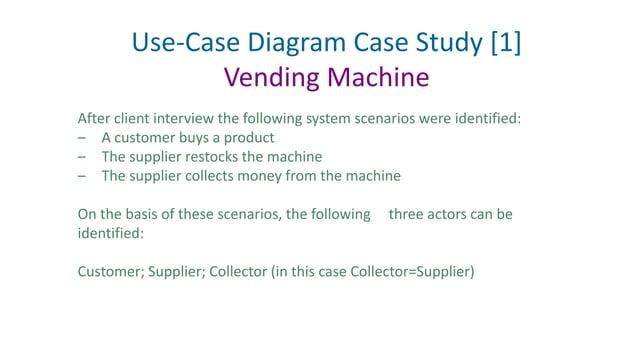 Use-Case Diagram Case Study [1]
Vending Machine
After client interview the following system scenarios were identified:
– A customer buys a product
– The supplier restocks the machine
– The supplier collects money from the machine
On the basis of these scenarios, the following three actors can be
identified:
Customer; Supplier; Collector (in this case Collector=Supplier)